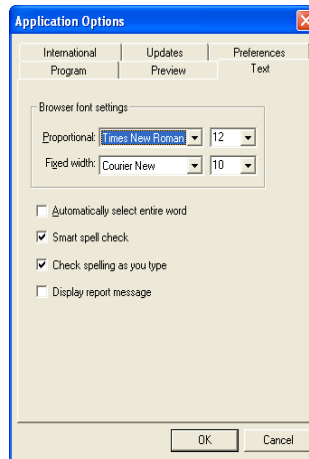 Application Options
International Updates Preferences
Program Preview Text
Browser font settings
Proportional: Times New Roman 12
Fixed width: Courier New 10
Automatically select entire word
Smart spell check
Check spelling as you type
Display report message
OK Cancel